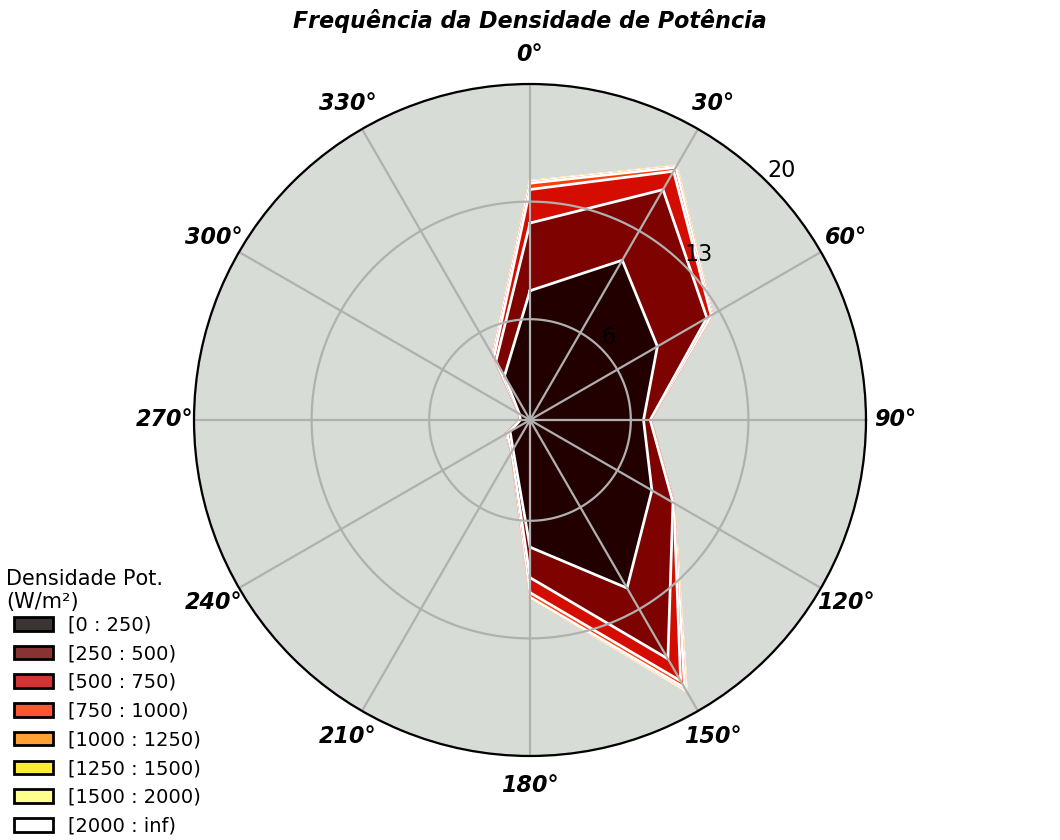 Frequência da Densidade de Potência
0°
330°
30°
20
300°
60°
13
6
270°
90°
Densidade Pot.
(W/m²)
240°
120°
[0 : 250)
[250 : 500)
[500 : 750)
[750 : 1000)
[1000 : 1250)
[1250 : 1500)
[1500 : 2000)
[2000 : inf)
210°
150°
180°